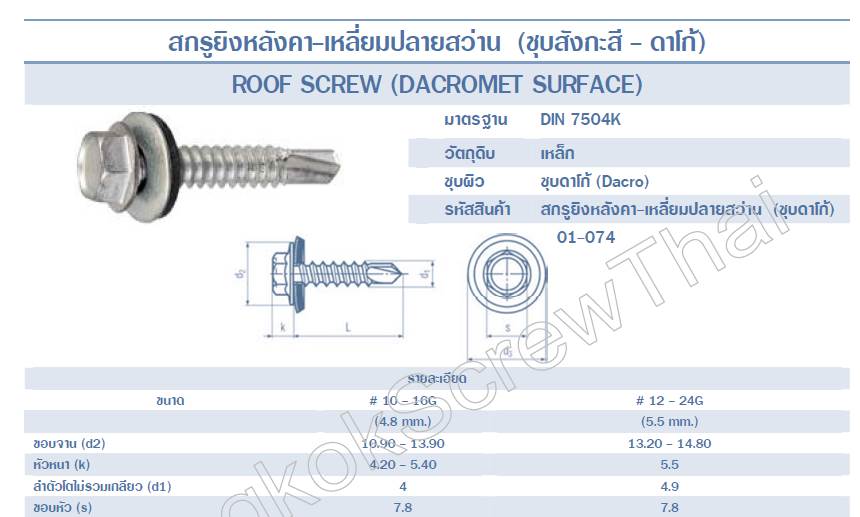 สกรูยิงหลังคา-เหลี่ยมปลายสว่าน (ชุบสังกะสี - ดาโก้)
ROOF SCREW (DACROMET SURFACE)
มาตรฐาน DIN 7504K
วัตถุดิบ เหล็ก
ชุบผิว ชุบดาโก้ (Dacro)
รหัสสินค้า สกรูยิงหลังคา-เหลี่ยมปลายสว่าน (ชุบดาโก้)
01-074
d2 d1
k L s
d3
รายละเอียด
ขนาด # 10 - 16G # 12 - 24G
(4.8 mm.) (5.5 mm.)
ขอบจาน (d2) 10.90 - 13.90 13.20 - 14.80
หัวหนา (k) 4.20 - 5.40 5.5
ลำตัวโตไม่รวมเกลียว (d1) 4 4.9
ขอบหัว (s) 7.8 7.8
gkokScrewThai